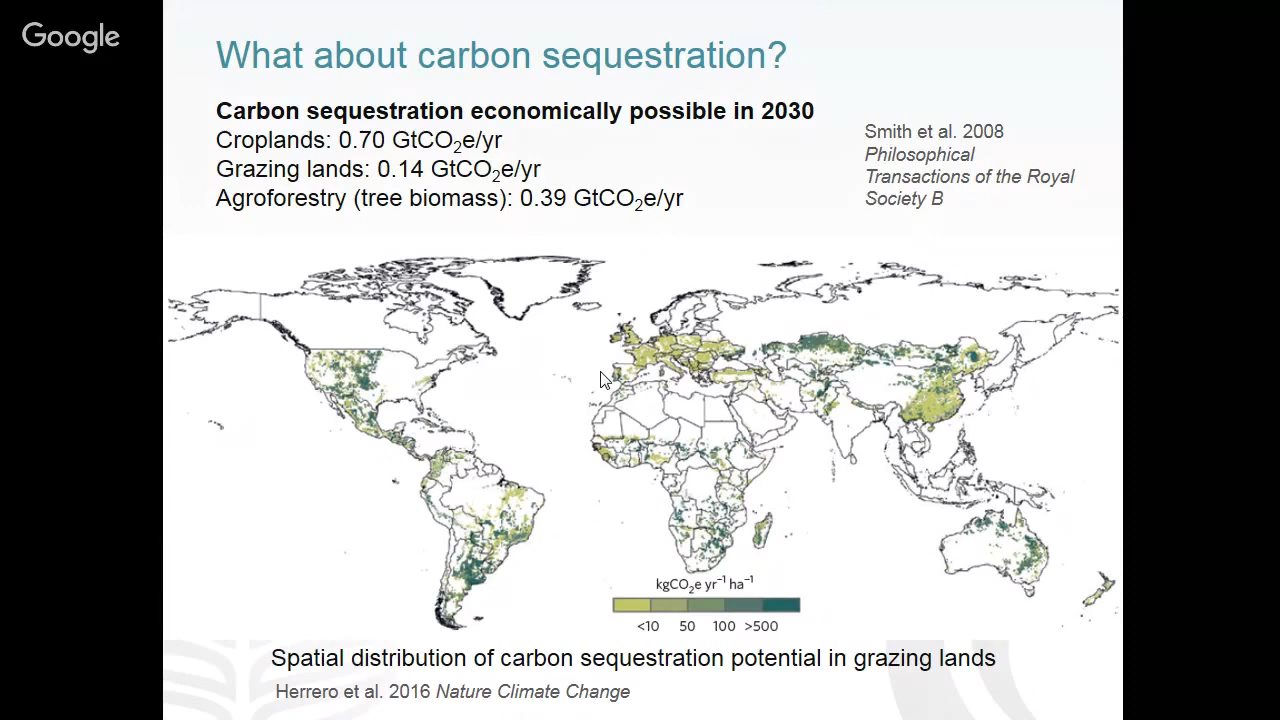 Google
What about carbon sequestration?
Carbon sequestration economically possible in 2030
Croplands: 0.70 GtCO₂e/yr
Grazing lands: 0.14 GtCO₂e/yr
Agroforestry (tree biomass): 0.39 GtCO₂e/yr
Smith et al. 2008
Philosophical
Transactions of the Royal
Society B
kgCO₂e yr⁻¹ ha⁻¹
<10 50 100 >500
Spatial distribution of carbon sequestration potential in grazing lands
Herrero et al. 2016 Nature Climate Change